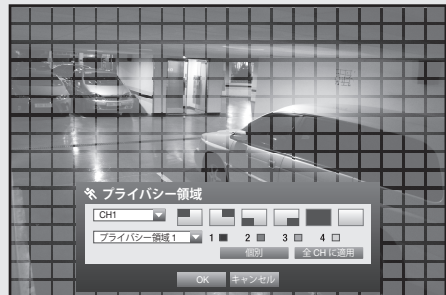 プライバシー領域
CH1
プライバシー領域 1 1 2 3 4
個別 全 CH に適用
OK キャンセル